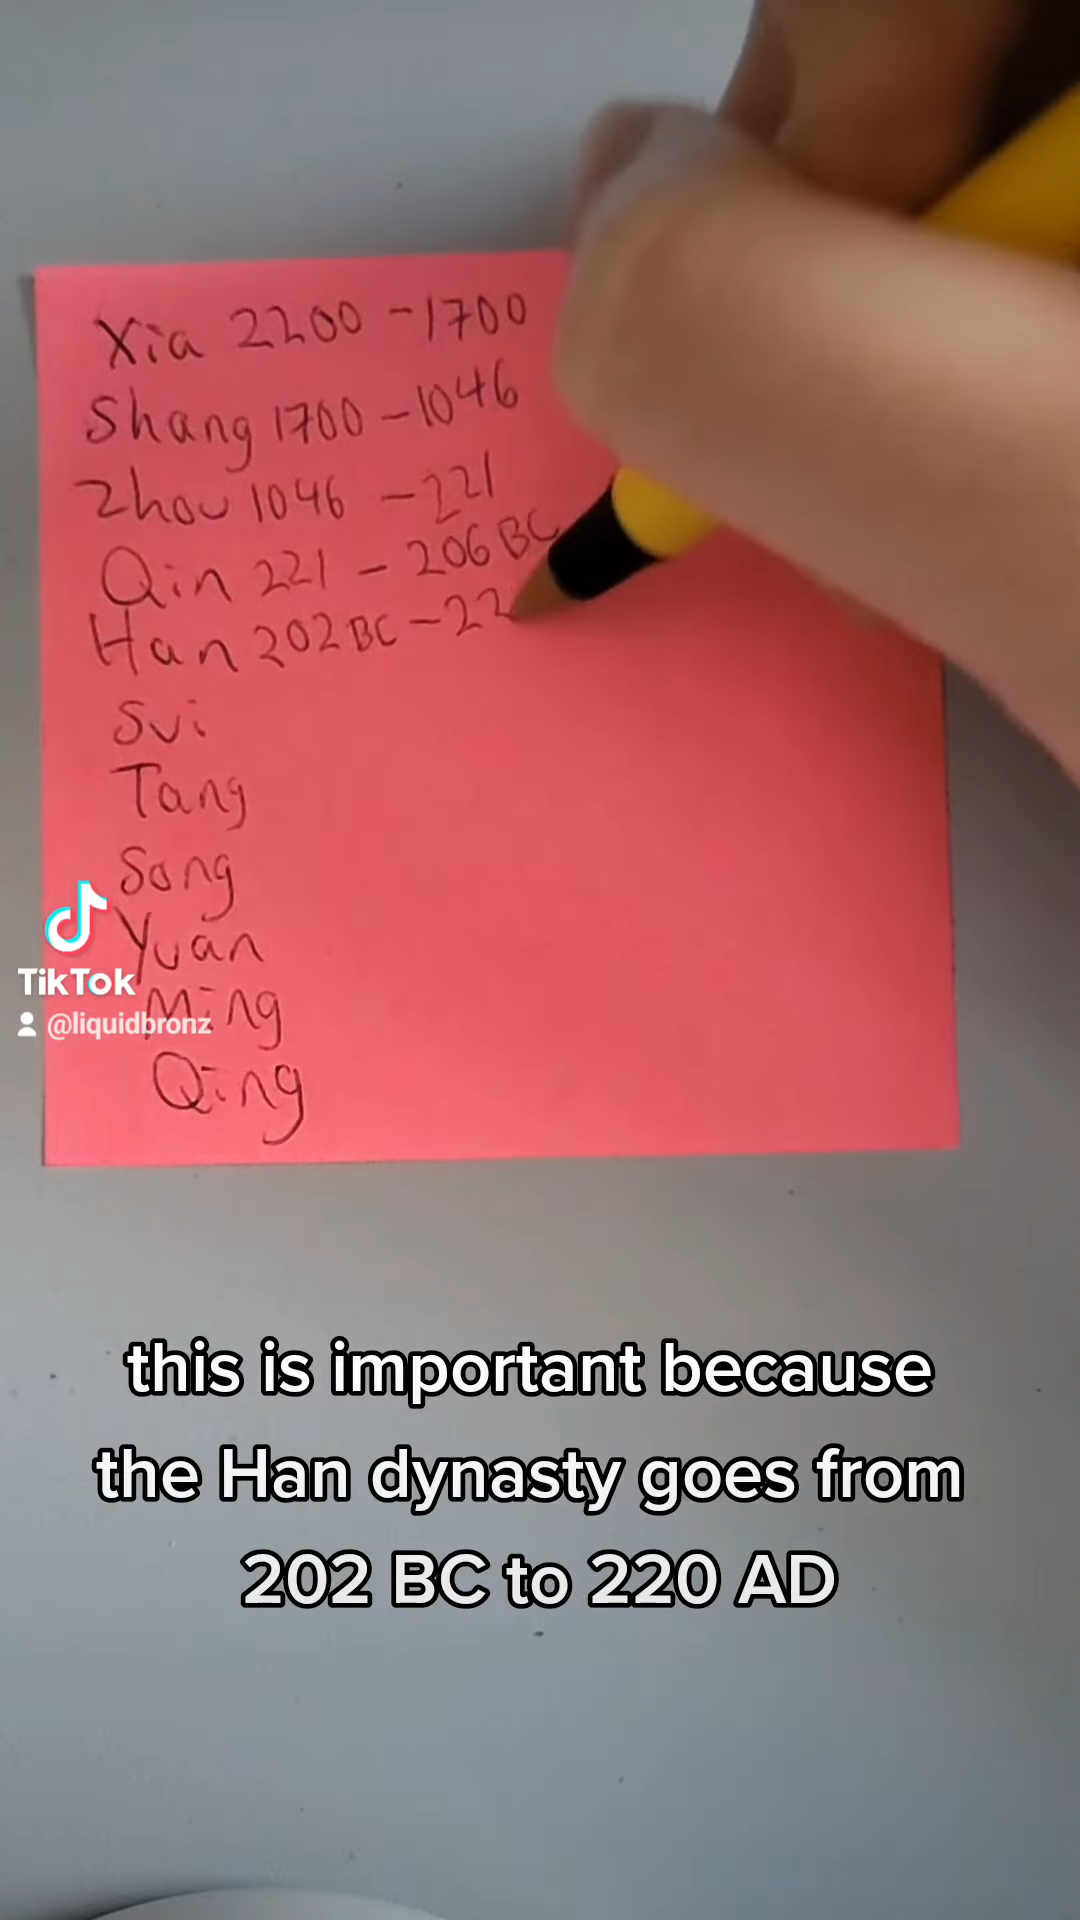 Xia 2200 - 1700
Shang 1700 - 1046
Zhou 1046 - 221
Qin 221 - 206 BC
Han 202 BC - 22
Sui
Tang
Song
Yuan
Ming
Qing
TikTok
@liquidbronz
this is important because
the Han dynasty goes from
202 BC to 220 AD